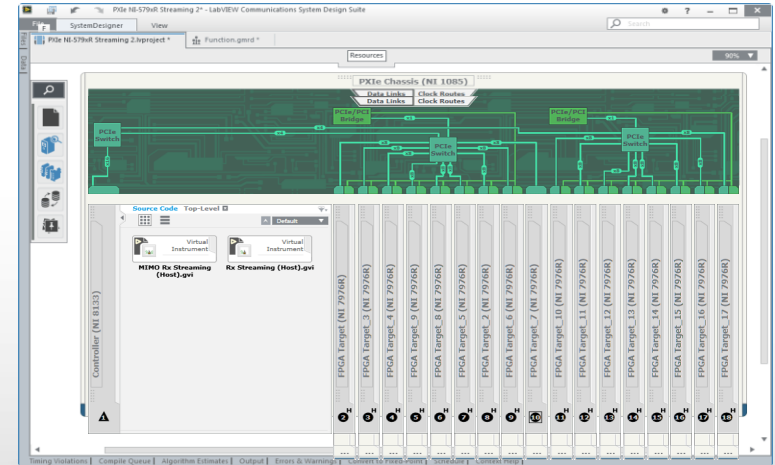 PXIe NI-579xR Streaming 2* - LabVIEW Communications System Design Suite
File
F
SystemDesigner
View
Search
PXIe NI-579xR Streaming 2.lvproject *
Function.gmrd *
Files
Data
Resources
90%
PXIe Chassis (NI 1085)
Data Links
Clock Routes
Data Links
Clock Routes
PCIe/PCI
Bridge
PCIe/PCI
Bridge
PCIe
Switch
PCIe
Switch
PCIe
Switch
Source Code
Top-Level
Default
Virtual
Instrument
MIMO Rx Streaming
(Host).gvi
Virtual
Instrument
Rx Streaming (Host).gvi
Controller (NI 8133)
FPGA Target (NI 7976R)
FPGA Target_3 (NI 7976R)
FPGA Target_4 (NI 7976R)
FPGA Target_9 (NI 7976R)
FPGA Target_8 (NI 7976R)
FPGA Target_5 (NI 7976R)
FPGA Target_2 (NI 7976R)
FPGA Target_6 (NI 7976R)
FPGA Target_7 (NI 7976R)
FPGA Target_10 (NI 7976R)
FPGA Target_11 (NI 7976R)
FPGA Target_12 (NI 7976R)
FPGA Target_13 (NI 7976R)
FPGA Target_14 (NI 7976R)
FPGA Target_15 (NI 7976R)
FPGA Target_16 (NI 7976R)
FPGA Target_17 (NI 7976R)
1
2 H
3 H
4 H
5 H
6 H
7 H
8 H
9 H
10 H
11 H
12 H
13 H
14 H
15 H
16 H
17 H
18 H
Timing Violations
Compile Queue
Algorithm Estimates
Output
Errors & Warnings
Convert to Fixed-Point
Schedule
Context Help